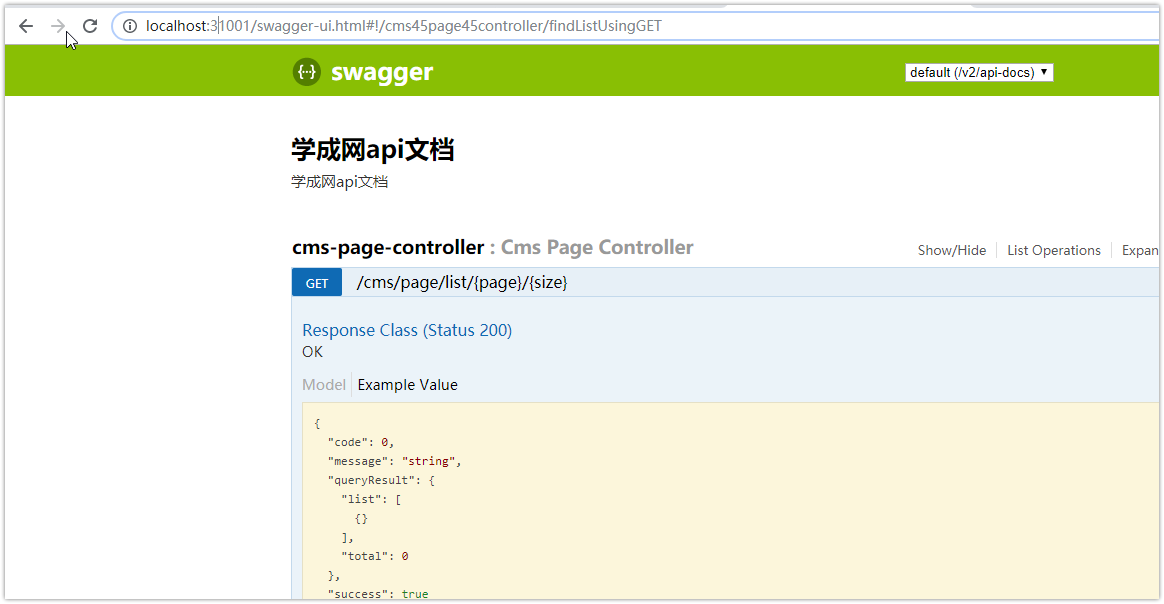 localhost:31001/swagger-ui.html#!/cms45page45controller/findListUsingGET
{··} swagger default (/v2/api-docs)
学成网api文档
学成网api文档
cms-page-controller : Cms Page Controller Show/Hide List Operations Expan
GET /cms/page/list/{page}/{size}
Response Class (Status 200)
OK
Model Example Value
{
"code": 0,
"message": "string",
"queryResult": {
"list": [
{}
],
"total": 0
},
"success": true